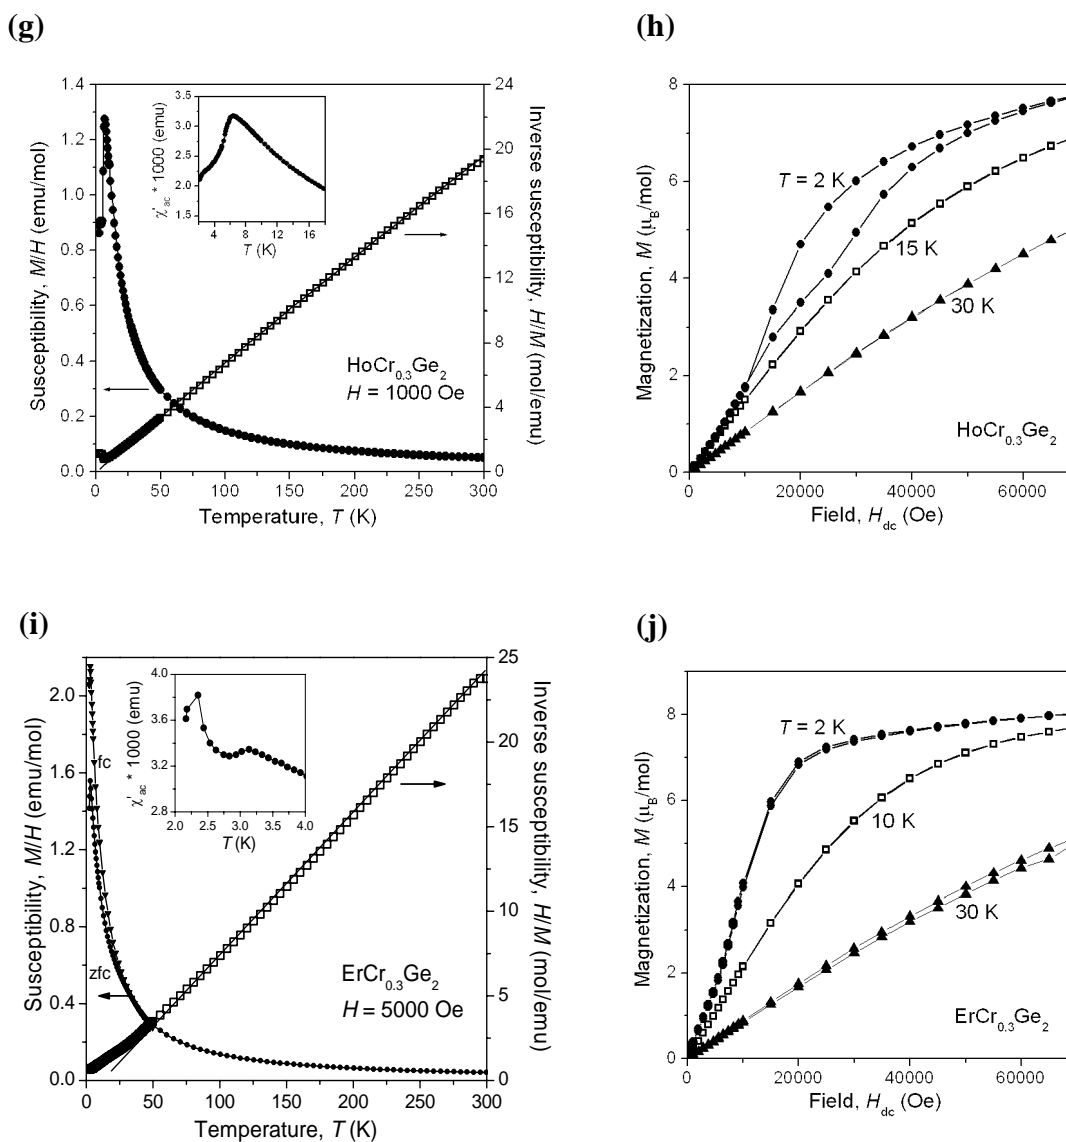 (g)
(h)
1.4
1.2
1.0
0.8
0.6
0.4
0.2
0.0
Susceptibility, M/H (emu/mol)
24
20
16
12
8
4
0
Inverse susceptibility, H/M (mol/emu)
3.5
3.0
2.5
2.0
1.5
χ'ac * 1000 (emu)
4 8 12 16
T (K)
HoCr0.3Ge2
H = 1000 Oe
0 50 100 150 200 250 300
Temperature, T (K)
8
6
4
2
0
Magnetization, M (μB/mol)
T = 2 K
15 K
30 K
HoCr0.3Ge2
0 20000 40000 60000
Field, Hdc (Oe)
(i)
(j)
2.0
1.6
1.2
0.8
0.4
0.0
Susceptibility, M/H (emu/mol)
25
20
15
10
5
0
Inverse susceptibility, H/M (mol/emu)
4.0
3.6
3.2
2.8
χ'ac * 1000 (emu)
2.0 2.5 3.0 3.5 4.0
T (K)
fc
zfc
ErCr0.3Ge2
H = 5000 Oe
0 50 100 150 200 250 300
Temperature, T (K)
8
6
4
2
0
Magnetization, M (μB/mol)
T = 2 K
10 K
30 K
ErCr0.3Ge2
0 20000 40000 60000
Field, Hdc (Oe)